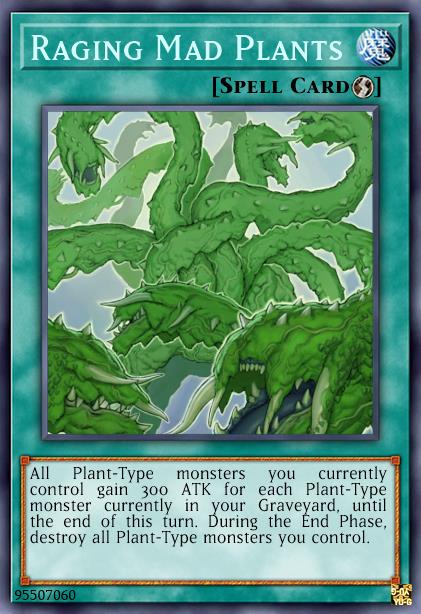 RAGING MAD PLANTS
魔
[SPELL CARD]
All Plant-Type monsters you currently
control gain 300 ATK for each Plant-Type
monster currently in your Graveyard, until
the end of this turn. During the End Phase,
destroy all Plant-Type monsters you control.
95507060